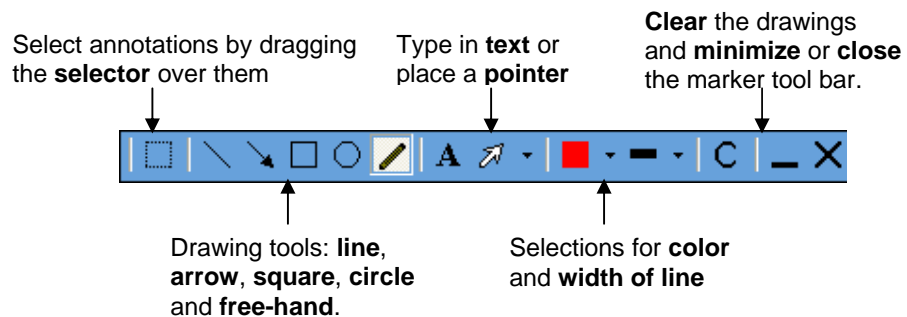 Select annotations by dragging
the selector over them
Type in text or
place a pointer
Clear the drawings
and minimize or close
the marker tool bar.
A
C
Drawing tools: line,
arrow, square, circle
and free-hand.
Selections for color
and width of line